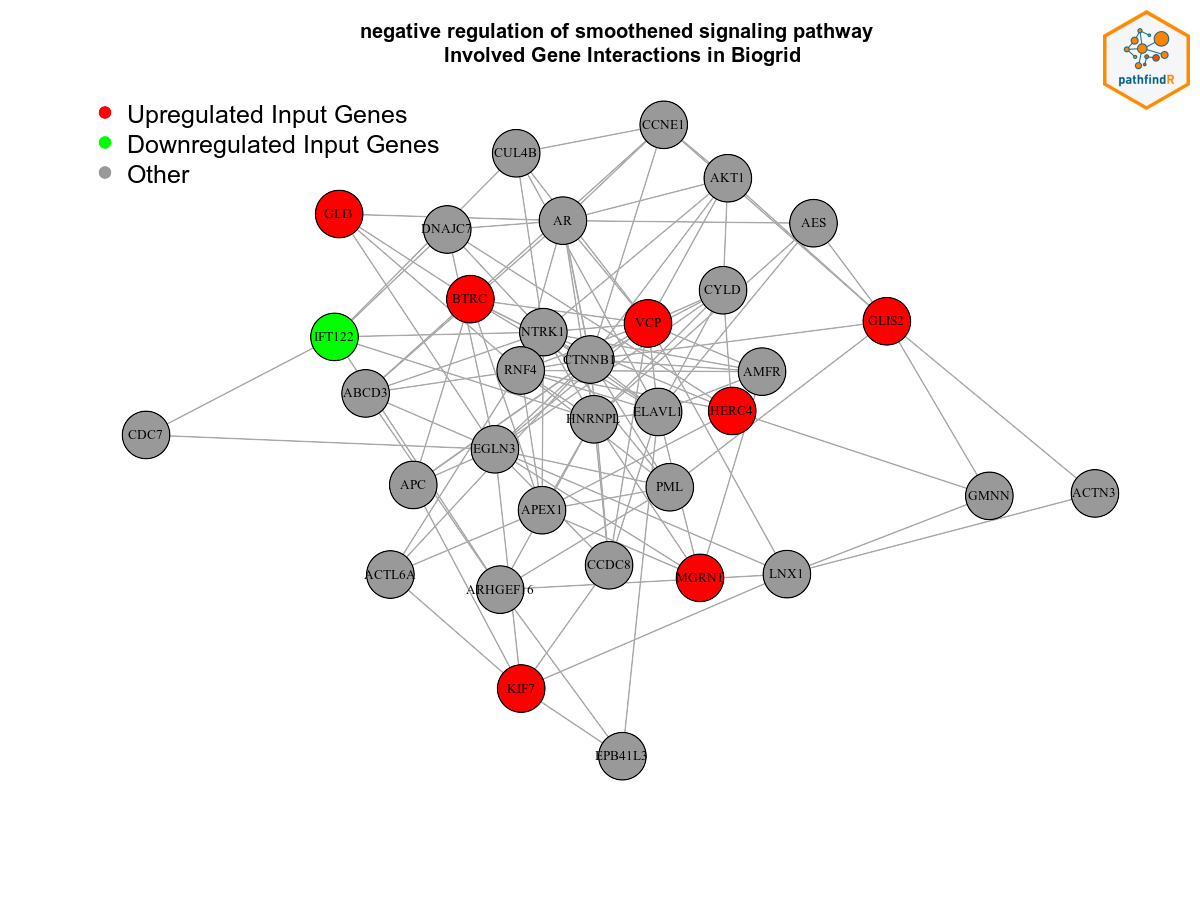 negative regulation of smoothened signaling pathway
Involved Gene Interactions in Biogrid
pathfindR
Upregulated Input Genes
Downregulated Input Genes
Other
CCNE1
CUL4B
AKT1
GLI3
AR
AES
DNAJC7
CYLD
BTRC
VCP
GLIS2
NTRK1
IFT122
CTNNB1
RNF4
AMFR
ABCD3
HERC4
ELAVL1
HNRNPL
CDC7
EGLN3
APC
PML
ACTN3
GMNN
APEX1
CCDC8
ACTL6A
LNX1
MGRN1
ARHGEF16
KIF7
EPB41L3